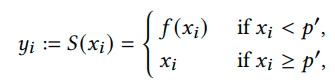 y_i := S(x_i) = { f(x_i) if x_i < p′,
x_i if x_i ≥ p′,